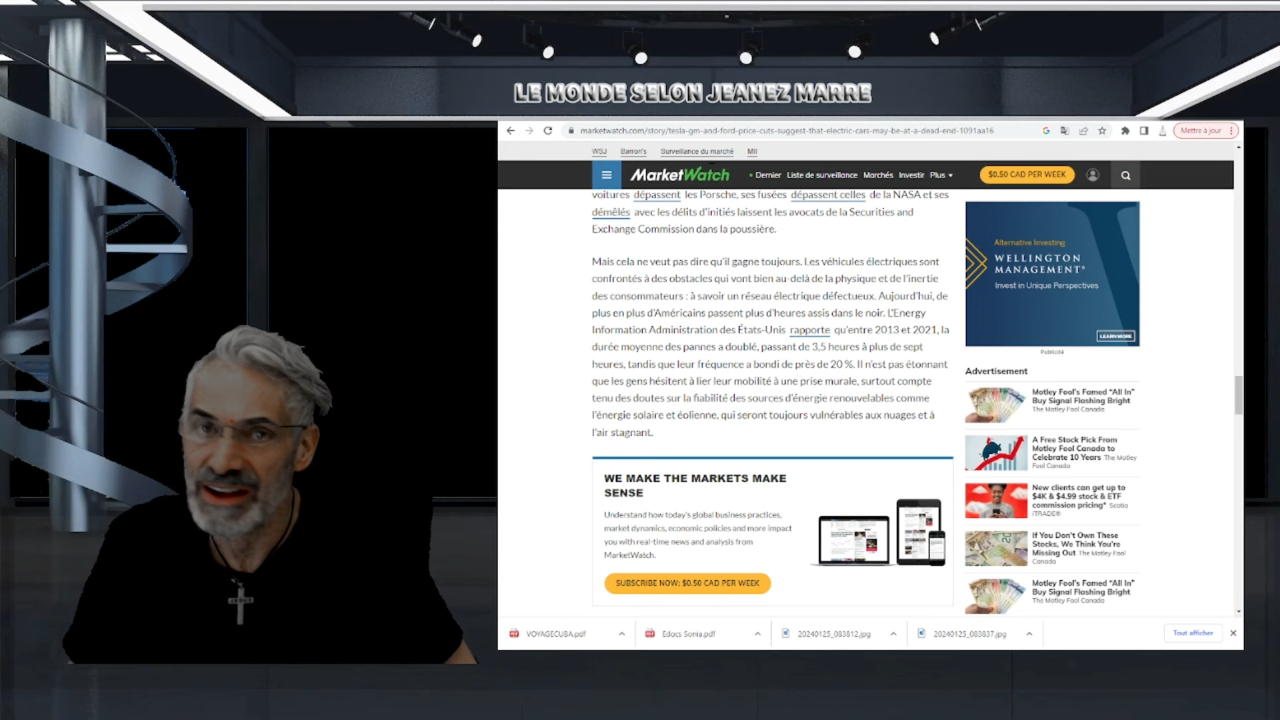 LE MONDE SELON JEANEZ MARRE
marketwatch.com/story/tesla-gm-and-ford-price-cuts-suggest-that-electric-cars-may-be-at-a-dead-end-1091aa16
Mettre à jour
WSJ Barron's Surveillance du marché MII
MarketWatch
Dernier Liste de surveillance Marchés Investir Plus
$0.50 CAD PER WEEK
voitures dépassent les Porsche, ses fusées dépassent celles de la NASA et ses
démêlés avec les délits d'initiés laissent les avocats de la Securities and
Exchange Commission dans la poussière.
Mais cela ne veut pas dire qu'il gagne toujours. Les véhicules électriques sont
confrontés à des obstacles qui vont bien au-delà de la physique et de l'inertie
des consommateurs : à savoir un réseau électrique défectueux. Aujourd'hui, de
plus en plus d'Américains passent plus d'heures assis dans le noir. L'Energy
Information Administration des États-Unis rapporte qu'entre 2013 et 2021, la
durée moyenne des pannes a doublé, passant de 3,5 heures à plus de sept
heures, tandis que leur fréquence a bondi de près de 20 %. Il n'est pas étonnant
que les gens hésitent à lier leur mobilité à une prise murale, surtout compte
tenu des doutes sur la fiabilité des sources d'énergie renouvelables comme
l'énergie solaire et éolienne, qui seront toujours vulnérables aux nuages et à
l'air stagnant.
WE MAKE THE MARKETS MAKE
SENSE
Understand how today's global business practices,
market dynamics, economic policies and more impact
you with real-time news and analysis from
MarketWatch.
SUBSCRIBE NOW: $0.50 CAD PER WEEK
Alternative Investing
WELLINGTON
MANAGEMENT®
Invest in Unique Perspectives
LEARN MORE
Publicité
Advertisement
Motley Fool's Famed "All In"
Buy Signal Flashing Bright
The Motley Fool Canada
A Free Stock Pick From
Motley Fool Canada to
Celebrate 10 Years The Motley
Fool Canada
New clients can get up to
$4K & $4.99 stock & ETF
commission pricing* Scotia
iTRADE®
If You Don't Own These
Stocks, We Think You're
Missing Out The Motley Fool
Canada
Motley Fool's Famed "All In"
Buy Signal Flashing Bright
The Motley Fool Canada
VOYAGECUBA.pdf
Edocs Sonia.pdf
20240125_083812.jpg
20240125_083837.jpg
Tout afficher